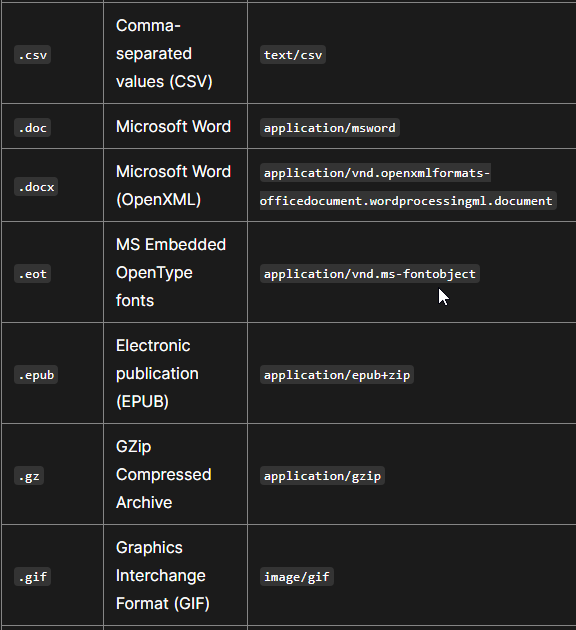 .csv
Comma-
separated
values (CSV)
text/csv
.doc
Microsoft Word
application/msword
.docx
Microsoft Word
(OpenXML)
application/vnd.openxmlformats-
officedocument.wordprocessingml.document
.eot
MS Embedded
OpenType
fonts
application/vnd.ms-fontobject
.epub
Electronic
publication
(EPUB)
application/epub+zip
.gz
GZip
Compressed
Archive
application/gzip
.gif
Graphics
Interchange
Format (GIF)
image/gif